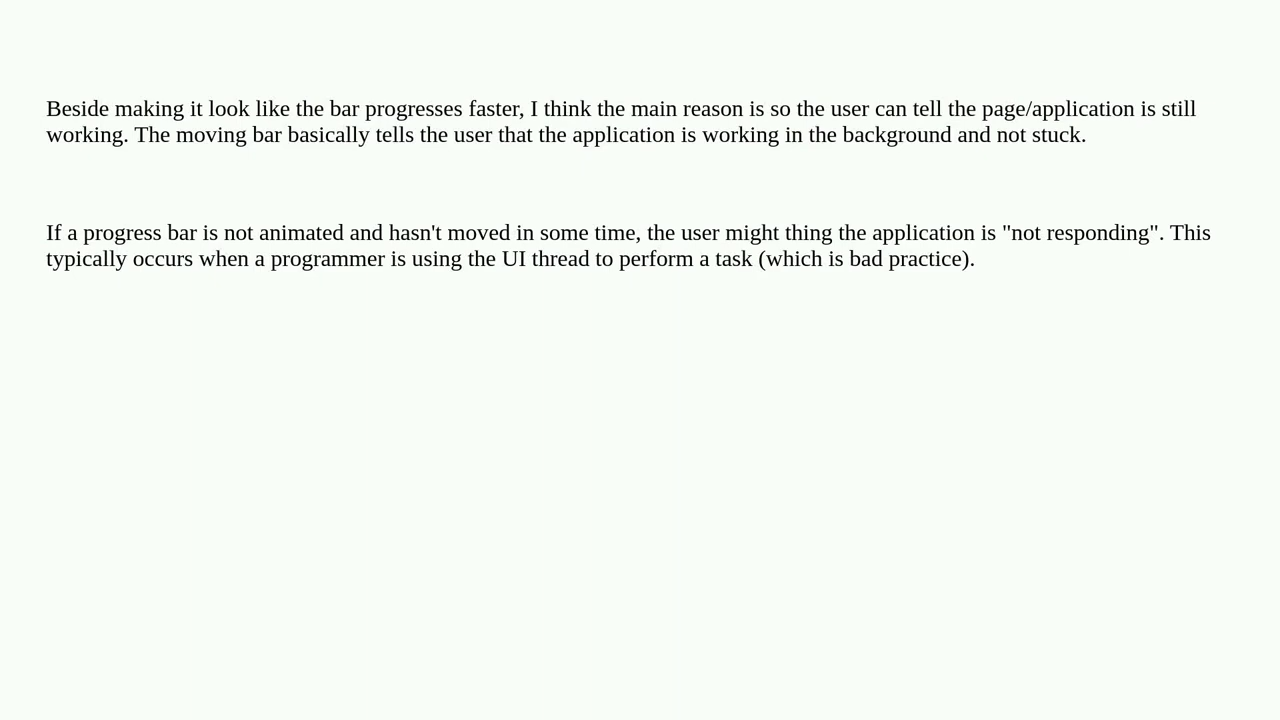 Beside making it look like the bar progresses faster, I think the main reason is so the user can tell the page/application is still
working. The moving bar basically tells the user that the application is working in the background and not stuck.
If a progress bar is not animated and hasn't moved in some time, the user might thing the application is "not responding". This
typically occurs when a programmer is using the UI thread to perform a task (which is bad practice).